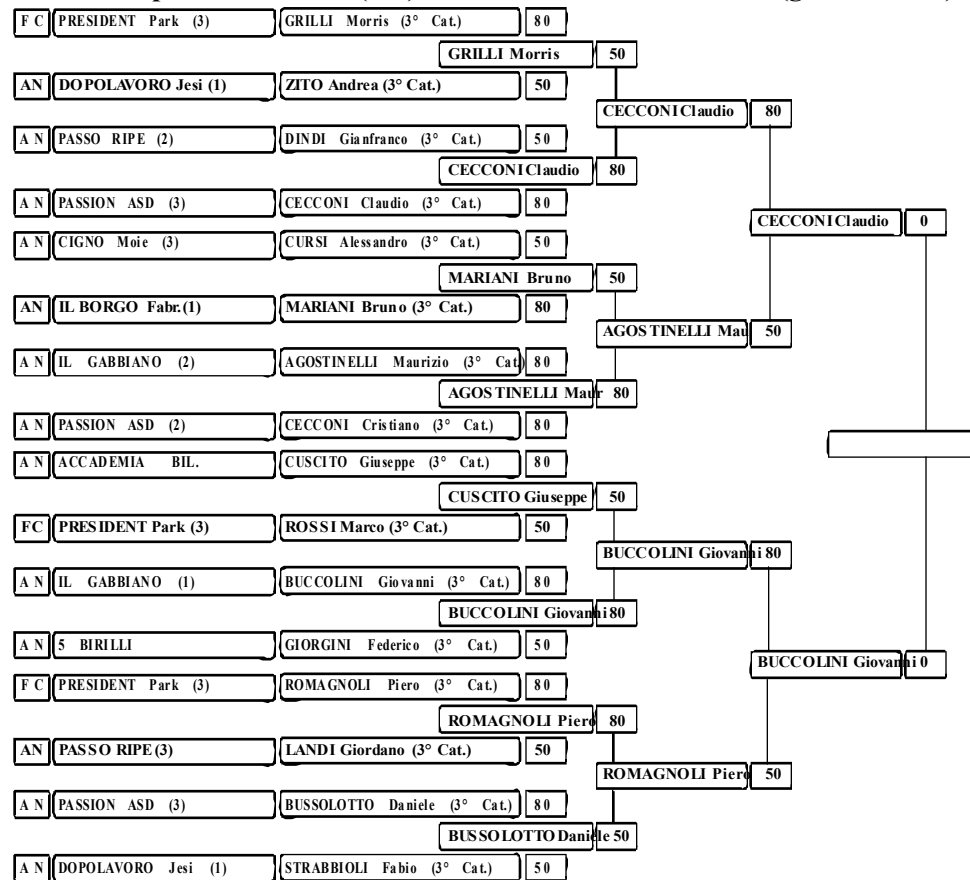 F C PRESIDENT Park (3) GRILLI Morris (3° Cat.) 80
GRILLI Morris 50
AN DOPOLAVORO Jesi (1) ZITO Andrea (3° Cat.) 50
CECCONI Claudio 80
A N PASSO RIPE (2) DINDI Gianfranco (3° Cat.) 50
CECCONI Claudio 80
A N PASSION ASD (3) CECCONI Claudio (3° Cat.) 80
CECCONI Claudio 0
A N CIGNO Moie (3) CURSI Alessandro (3° Cat.) 50
MARIANI Bruno 50
AN IL BORGO Fabr.(1) MARIANI Bruno (3° Cat.) 80
AGOSTINELLI Mau 50
A N IL GABBIANO (2) AGOSTINELLI Maurizio (3° Cat.) 80
AGOSTINELLI Maur 80
A N PASSION ASD (2) CECCONI Cristiano (3° Cat.) 80
A N ACCADEMIA BIL. CUSCITO Giuseppe (3° Cat.) 80
CUSCITO Giuseppe 50
FC PRESIDENT Park (3) ROSSI Marco (3° Cat.) 50
BUCCOLINI Giovanni 80
A N IL GABBIANO (1) BUCCOLINI Giovanni (3° Cat.) 80
BUCCOLINI Giovanni 80
A N 5 BIRILLI GIORGINI Federico (3° Cat.) 50
BUCCOLINI Giovanni 0
F C PRESIDENT Park (3) ROMAGNOLI Piero (3° Cat.) 80
ROMAGNOLI Piero 80
AN PASSO RIPE (3) LANDI Giordano (3° Cat.) 50
ROMAGNOLI Piero 50
A N PASSION ASD (3) BUSSOLOTTO Daniele (3° Cat.) 80
BUSSOLOTTO Daniele 50
A N DOPOLAVORO Jesi (1) STRABBIOLI Fabio (3° Cat.) 50